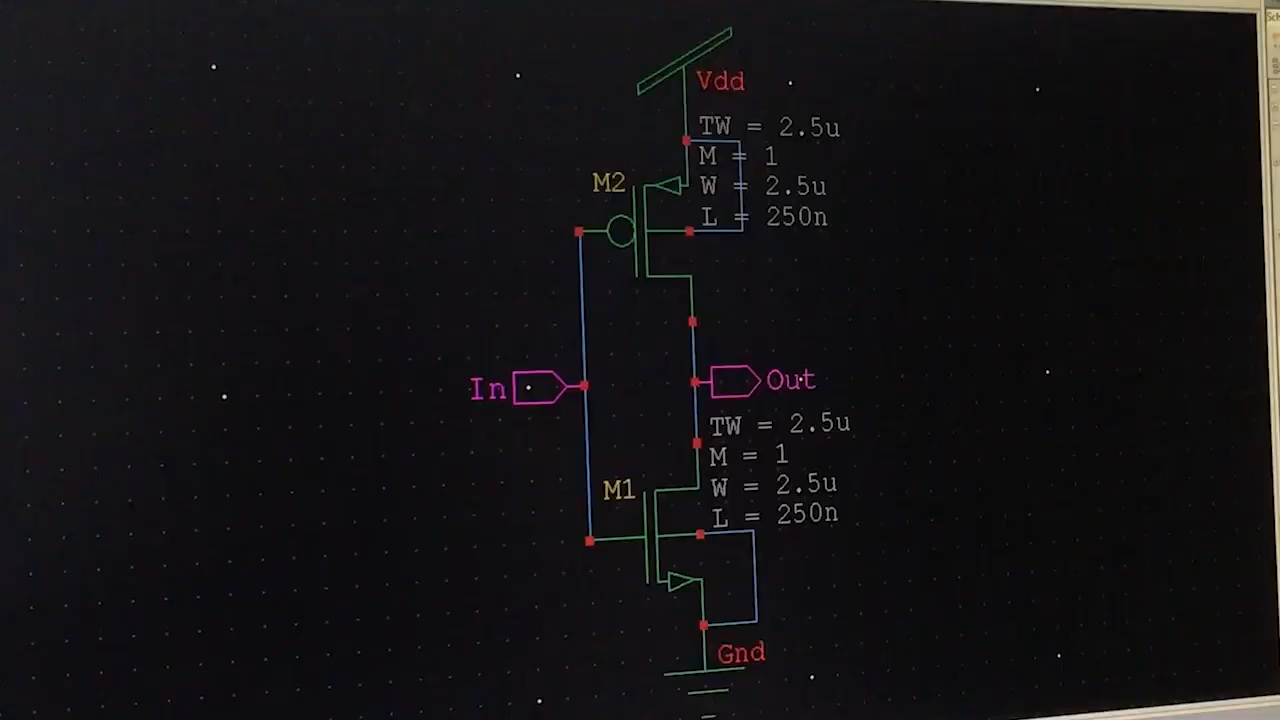 Vdd
TW = 2.5u
M = 1
M2
W = 2.5u
L = 250n
In
Out
TW = 2.5u
M = 1
M1
W = 2.5u
L = 250n
Gnd